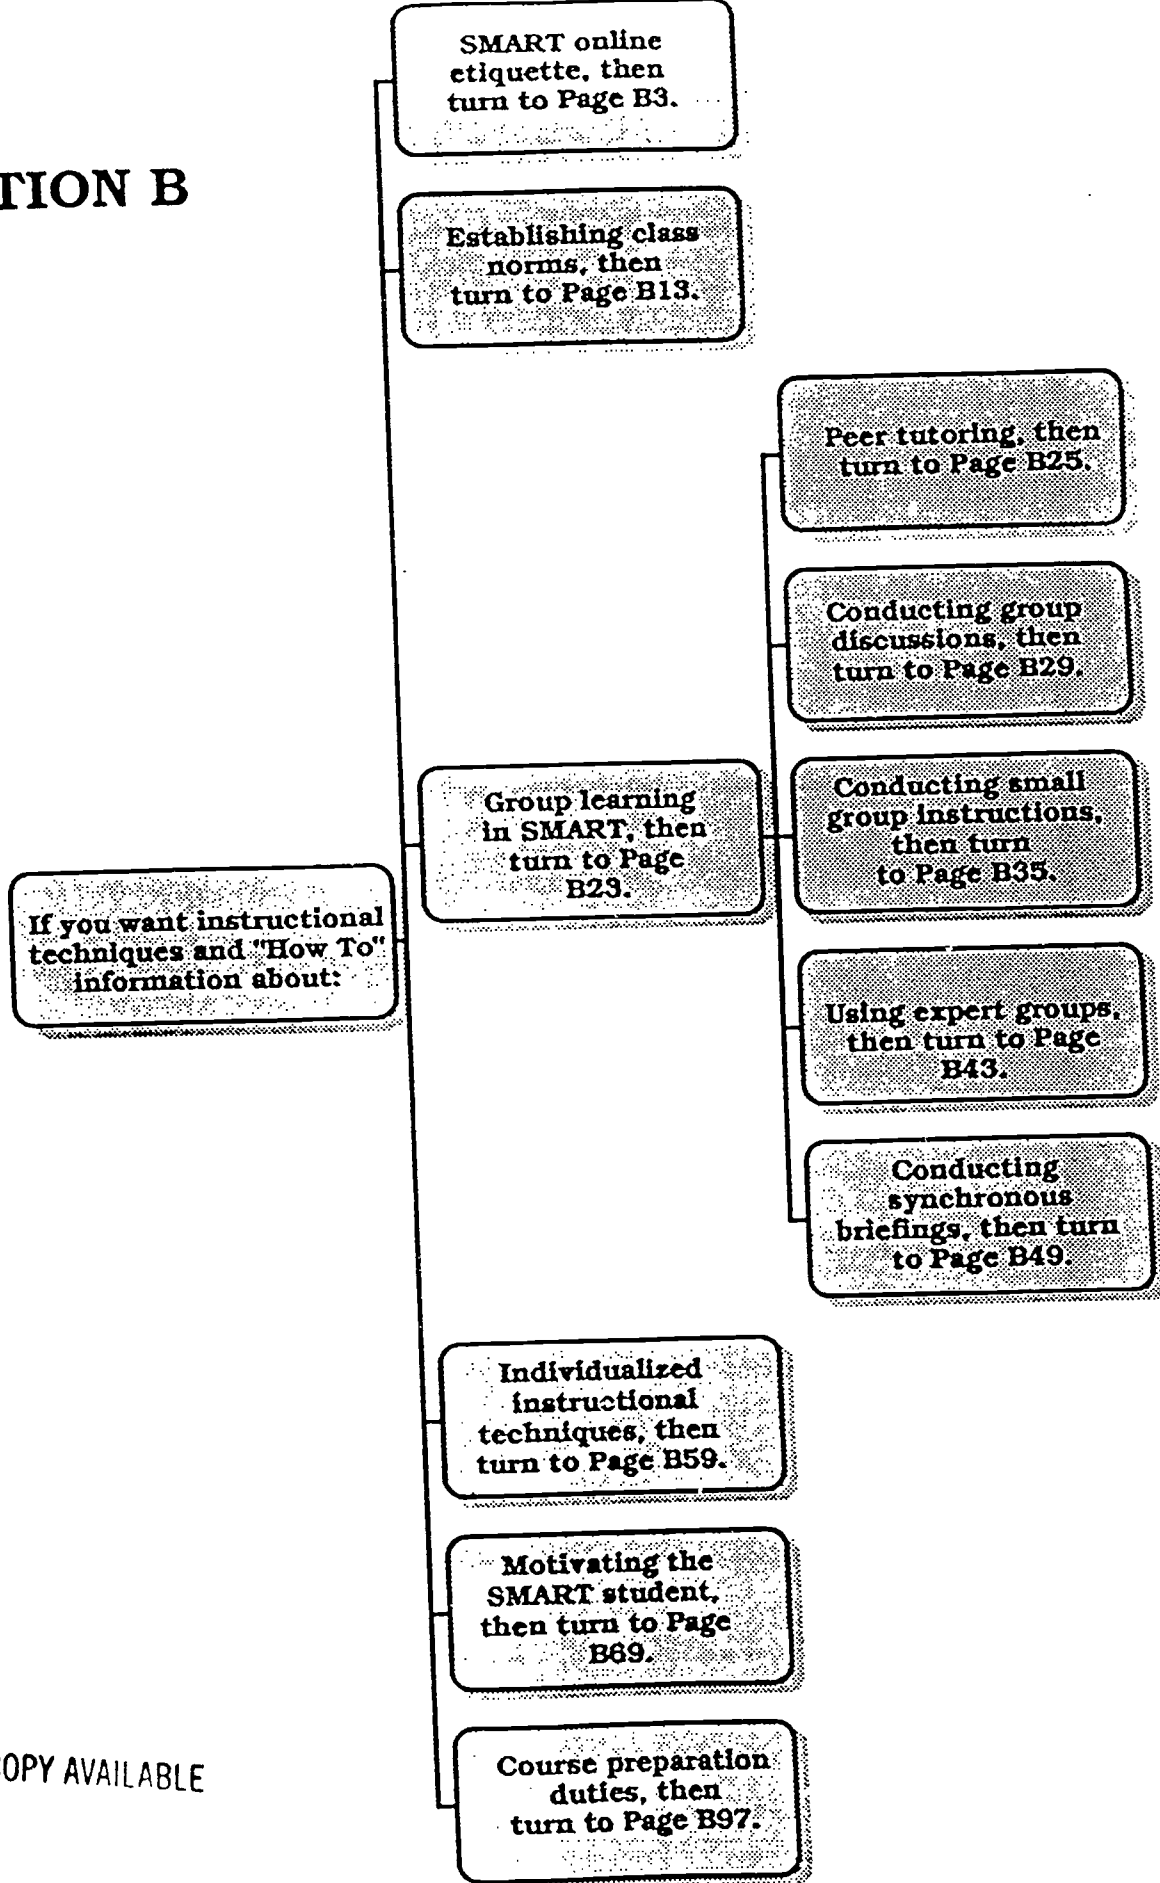 SMART online
etiquette, then
turn to Page B3.
TION B
Establishing class
norms, then
turn to Page B13.
Peer tutoring, then
turn to Page B25.
Conducting group
discussions, then
turn to Page B29.
Group learning
in SMART, then
turn to Page
B23.
Conducting small
group instructions,
then turn
to Page B35.
If you want instructional
techniques and "How To"
information about:
Using expert groups,
then turn to Page
B43.
Conducting
synchronous
briefings, then turn
to Page B49.
Individualized
instructional
techniques, then
turn to Page B59.
Motivating the
SMART student,
then turn to Page
B69.
Course preparation
duties, then
turn to Page B97.
OPY AVAILABLE